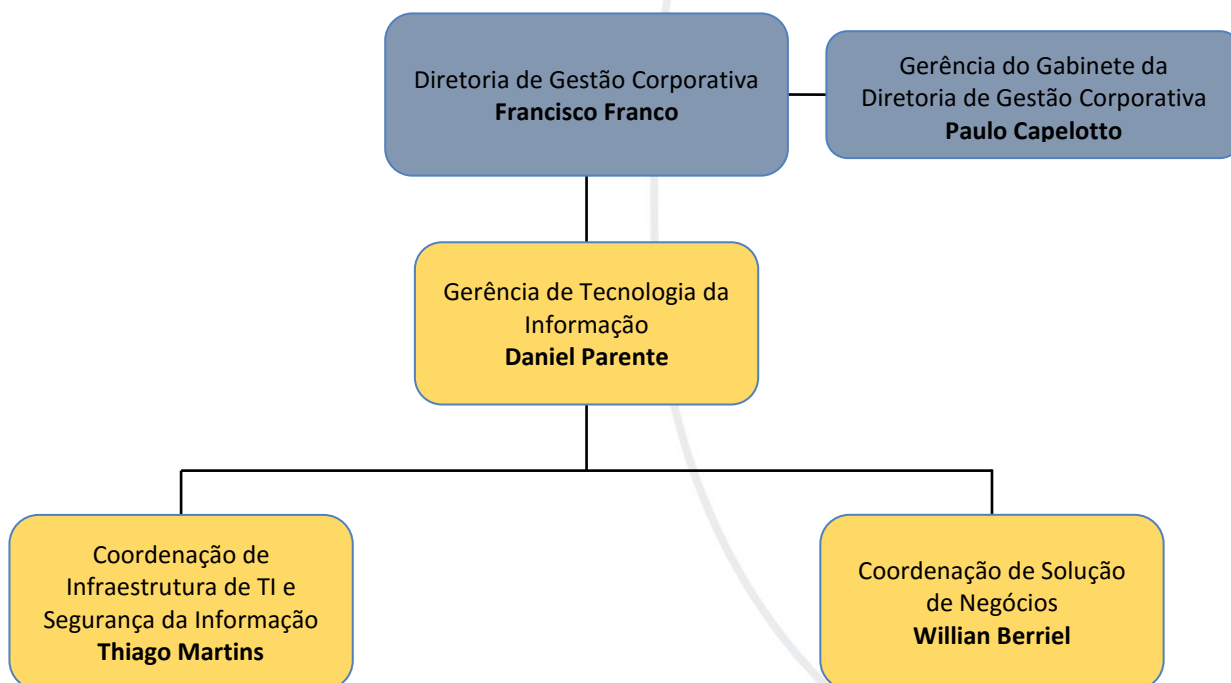 Diretoria de Gestão Corporativa
Francisco Franco
Gerência do Gabinete da
Diretoria de Gestão Corporativa
Paulo Capelotto
Gerência de Tecnologia da
Informação
Daniel Parente
Coordenação de
Infraestrutura de TI e
Segurança da Informação
Thiago Martins
Coordenação de Solução
de Negócios
Willian Berriel